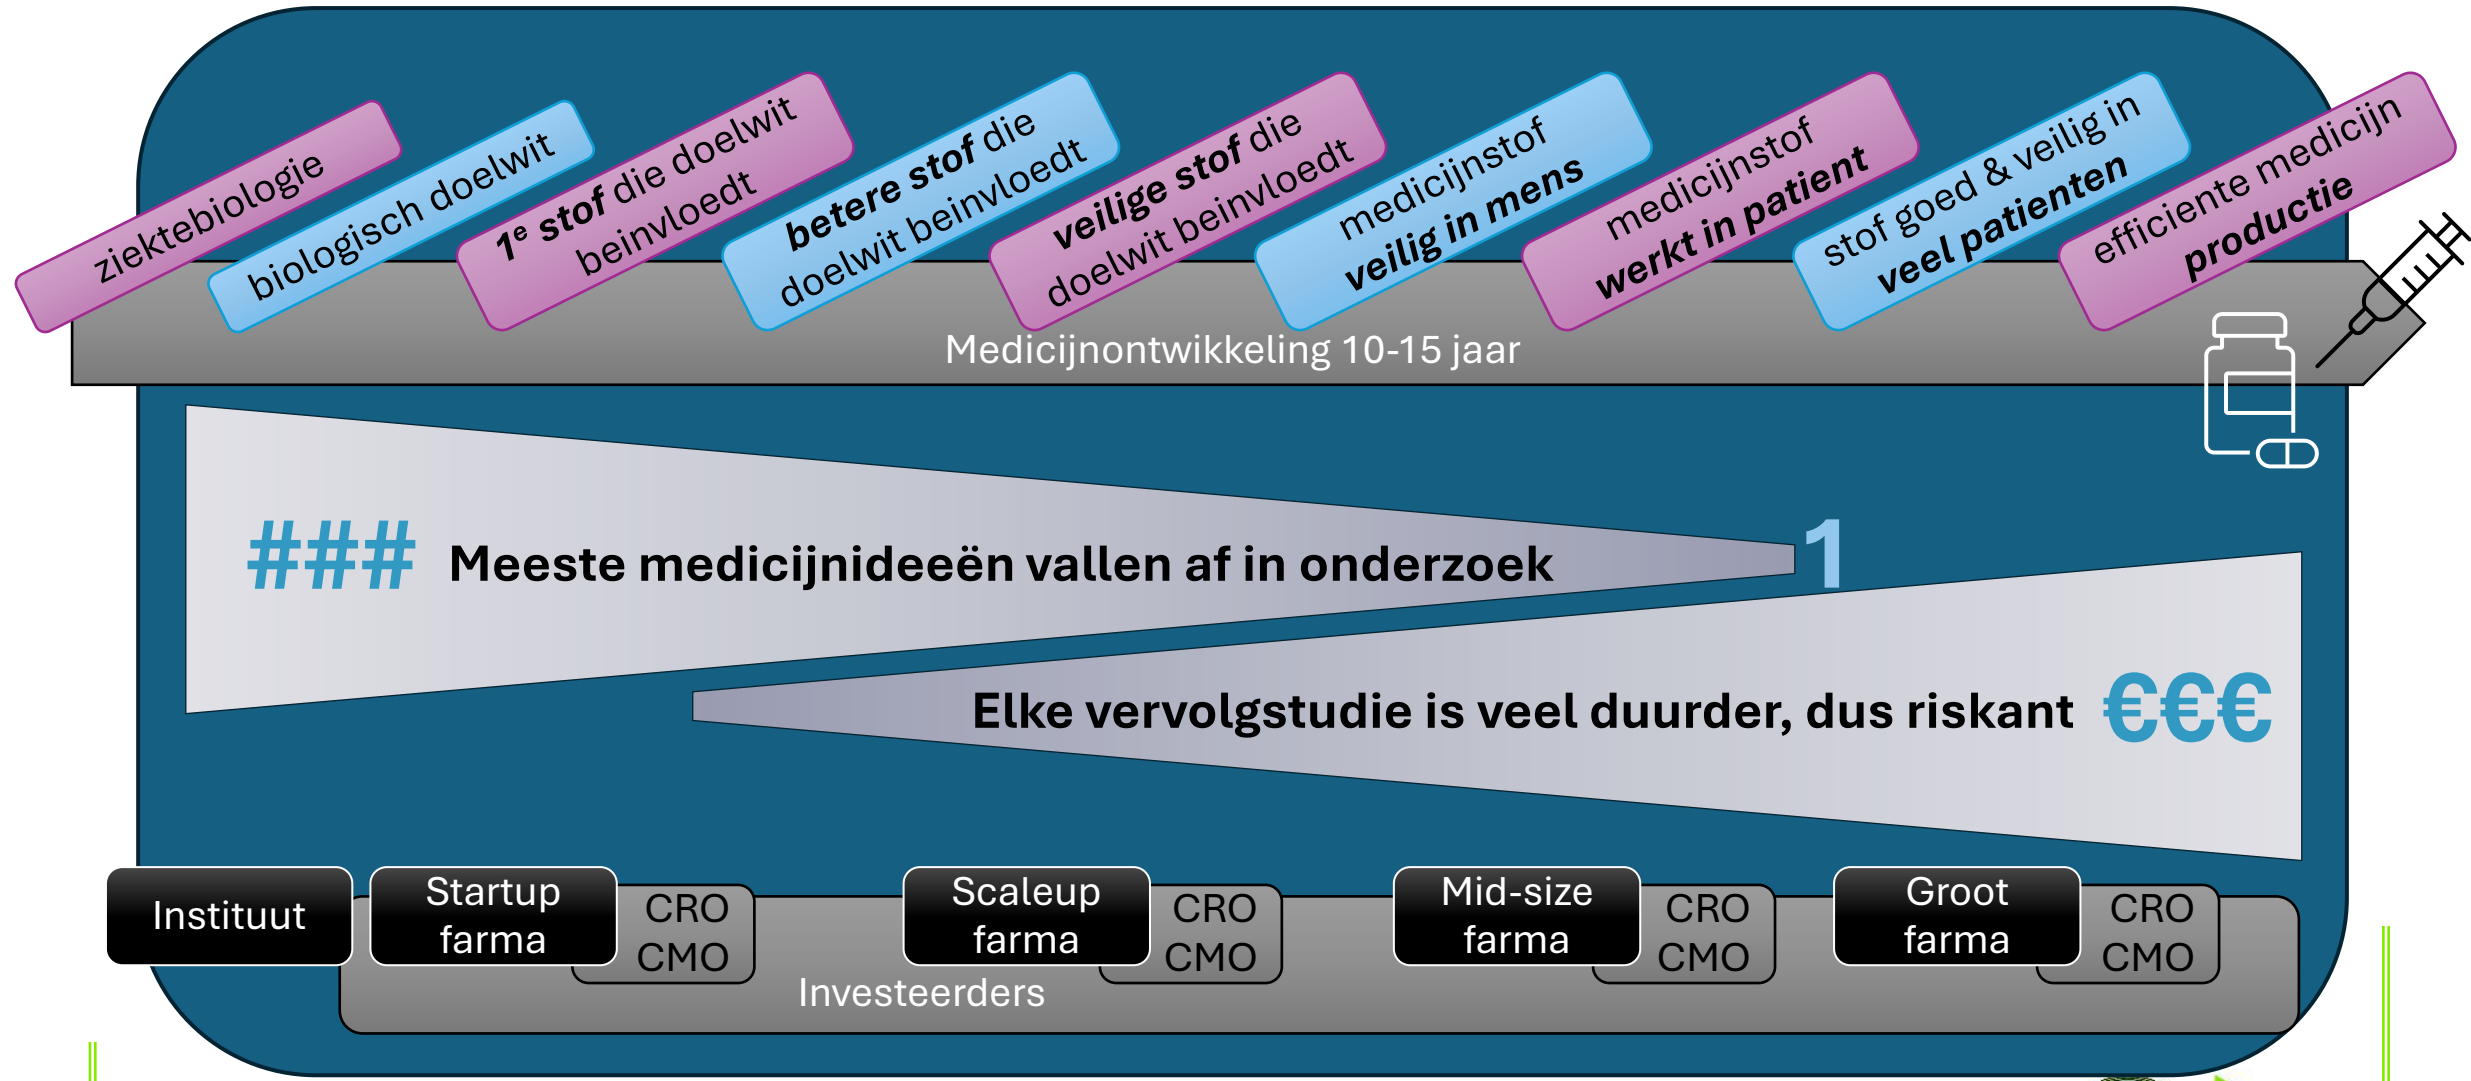 ziektebiologie
biologisch doelwit
1e stof die doelwit
beinvloedt
betere stof die
doelwit beinvloedt
veilige stof die
doelwit beinvloedt
medicijnstof
veilig in mens
medicijnstof
werkt in patient
stof goed & veilig in
veel patienten
efficiente medicijn
productie
Medicijnontwikkeling 10-15 jaar
### Meeste medicijnideeën vallen af in onderzoek 1
Elke vervolgstudie is veel duurder, dus riskant €€€
Instituut
Startup
farma
CRO
CMO
Scaleup
farma
CRO
CMO
Mid-size
farma
CRO
CMO
Groot
farma
CRO
CMO
Investeerders